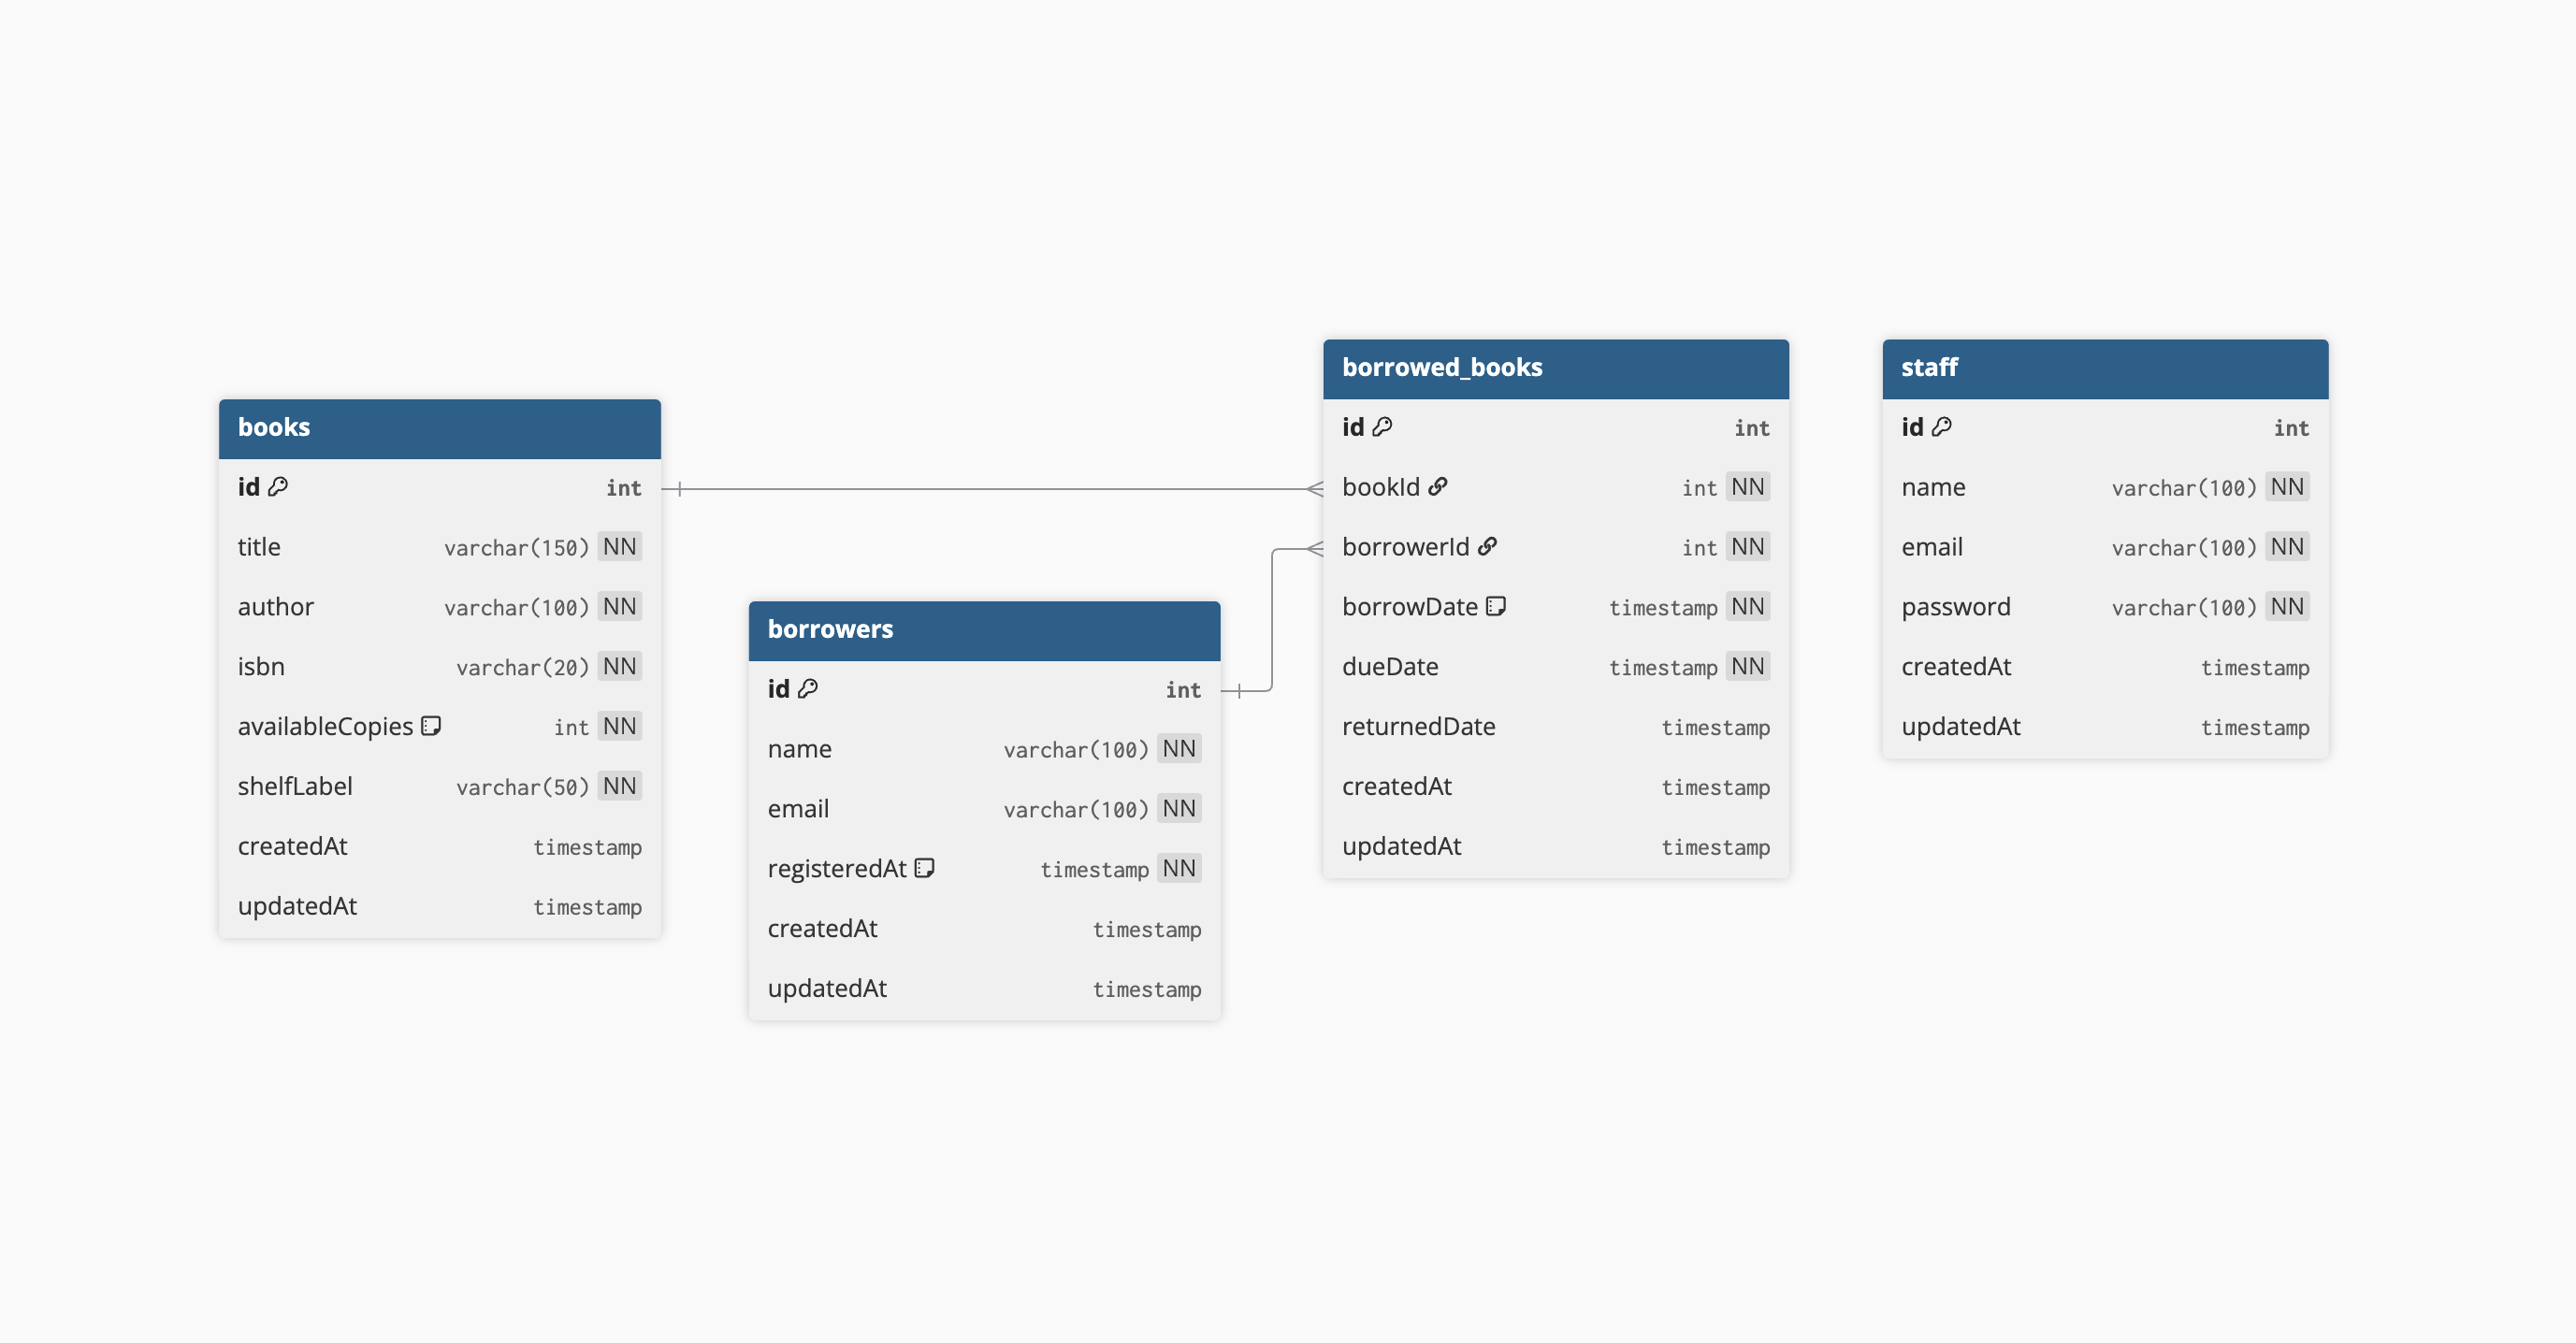 books
id int
title varchar(150) NN
author varchar(100) NN
isbn varchar(20) NN
availableCopies int NN
shelfLabel varchar(50) NN
createdAt timestamp
updatedAt timestamp
borrowers
id int
name varchar(100) NN
email varchar(100) NN
registeredAt timestamp NN
createdAt timestamp
updatedAt timestamp
borrowed_books
id int
bookId int NN
borrowerId int NN
borrowDate timestamp NN
dueDate timestamp NN
returnedDate timestamp
createdAt timestamp
updatedAt timestamp
staff
id int
name varchar(100) NN
email varchar(100) NN
password varchar(100) NN
createdAt timestamp
updatedAt timestamp